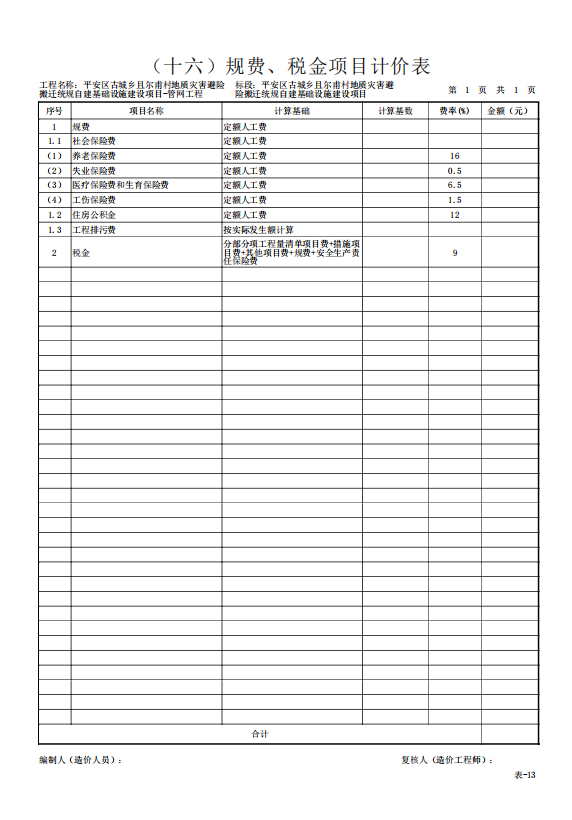 （十六）规费、税金项目计价表
工程名称：平安区古城乡且尔甫村地质灾害避险搬迁统规自建基础设施建设项目-管网工程 标段：平安区古城乡且尔甫村地质灾害避险搬迁统规自建基础设施建设项目 第 1 页 共 1 页
序号 项目名称 计算基础 计算基数 费率(%) 金额（元）
1 规费 定额人工费
1.1 社会保险费 定额人工费
（1） 养老保险费 定额人工费 16
（2） 失业保险费 定额人工费 0.5
（3） 医疗保险费和生育保险费 定额人工费 6.5
（4） 工伤保险费 定额人工费 1.5
1.2 住房公积金 定额人工费 12
1.3 工程排污费 按实际发生额计算
2 税金 分部分项工程量清单项目费+措施项目费+其他项目费+规费+安全生产责任保险费 9
合计
编制人（造价人员）： 复核人（造价工程师）：
表-13